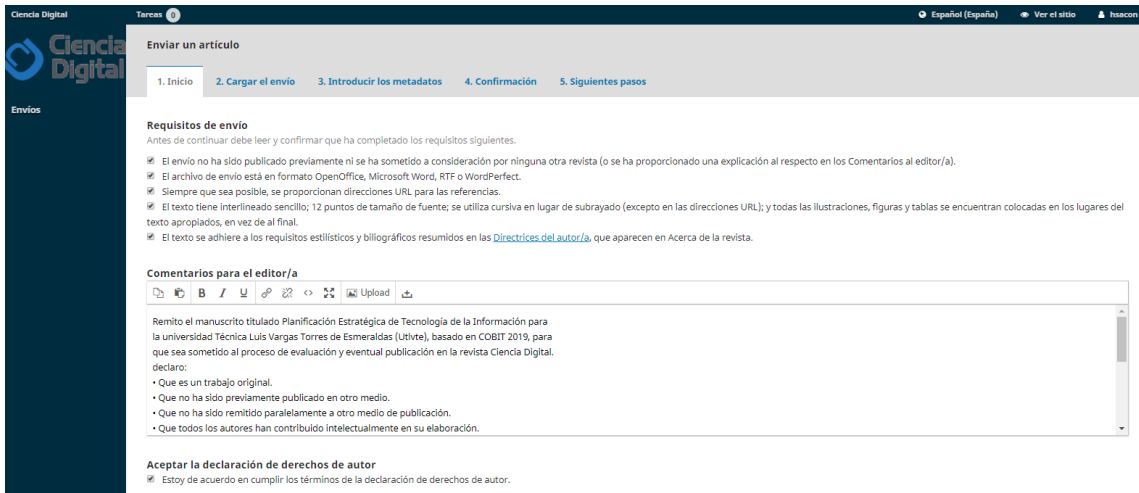 Ciencia Digital
Tareas 0
Español (España)
Ver el sitio
hsacon
Ciencia
Digital
Envíos
Enviar un artículo
1. Inicio
2. Cargar el envío
3. Introducir los metadatos
4. Confirmación
5. Siguientes pasos
Requisitos de envío
Antes de continuar debe leer y confirmar que ha completado los requisitos siguientes.
El envío no ha sido publicado previamente ni se ha sometido a consideración por ninguna otra revista (o se ha proporcionado una explicación al respecto en los Comentarios al editor/a).
El archivo de envío está en formato OpenOffice, Microsoft Word, RTF o WordPerfect.
Siempre que sea posible, se proporcionan direcciones URL para las referencias.
El texto tiene interlineado sencillo; 12 puntos de tamaño de fuente; se utiliza cursiva en lugar de subrayado (excepto en las direcciones URL); y todas las ilustraciones, figuras y tablas se encuentran colocadas en los lugares del
texto apropiados, en vez de al final.
El texto se adhiere a los requisitos estilísticos y biliográficos resumidos en las Directrices del autor/a, que aparecen en Acerca de la revista.
Comentarios para el editor/a
B I U Upload
Remito el manuscrito titulado Planificación Estratégica de Tecnología de la Información para
la universidad Técnica Luis Vargas Torres de Esmeraldas (Utlvte), basado en COBIT 2019, para
que sea sometido al proceso de evaluación y eventual publicación en la revista Ciencia Digital.
declaro:
• Que es un trabajo original.
• Que no ha sido previamente publicado en otro medio.
• Que no ha sido remitido paralelamente a otro medio de publicación.
• Que todos los autores han contribuido intelectualmente en su elaboración.
Aceptar la declaración de derechos de autor
Estoy de acuerdo en cumplir los términos de la declaración de derechos de autor.